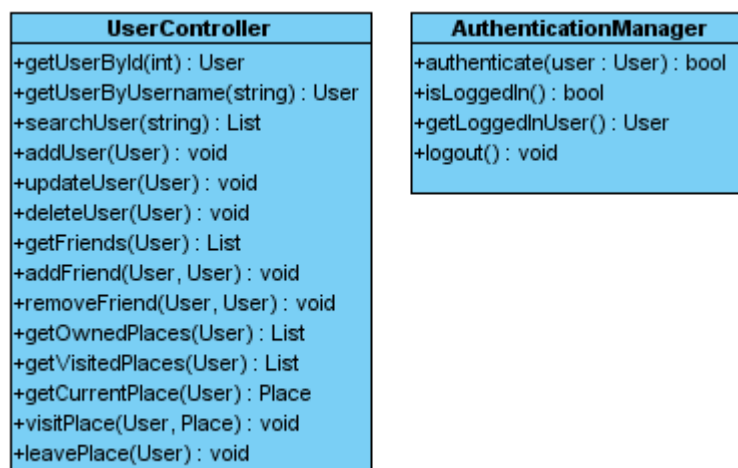 UserController
+getUserById(int) : User
+getUserByUsername(string) : User
+searchUser(string) : List
+addUser(User) : void
+updateUser(User) : void
+deleteUser(User) : void
+getFriends(User) : List
+addFriend(User, User) : void
+removeFriend(User, User) : void
+getOwnedPlaces(User) : List
+getVisitedPlaces(User) : List
+getCurrentPlace(User) : Place
+visitPlace(User, Place) : void
+leavePlace(User) : void
AuthenticationManager
+authenticate(user : User) : bool
+isLoggedIn() : bool
+getLoggedInUser() : User
+logout() : void